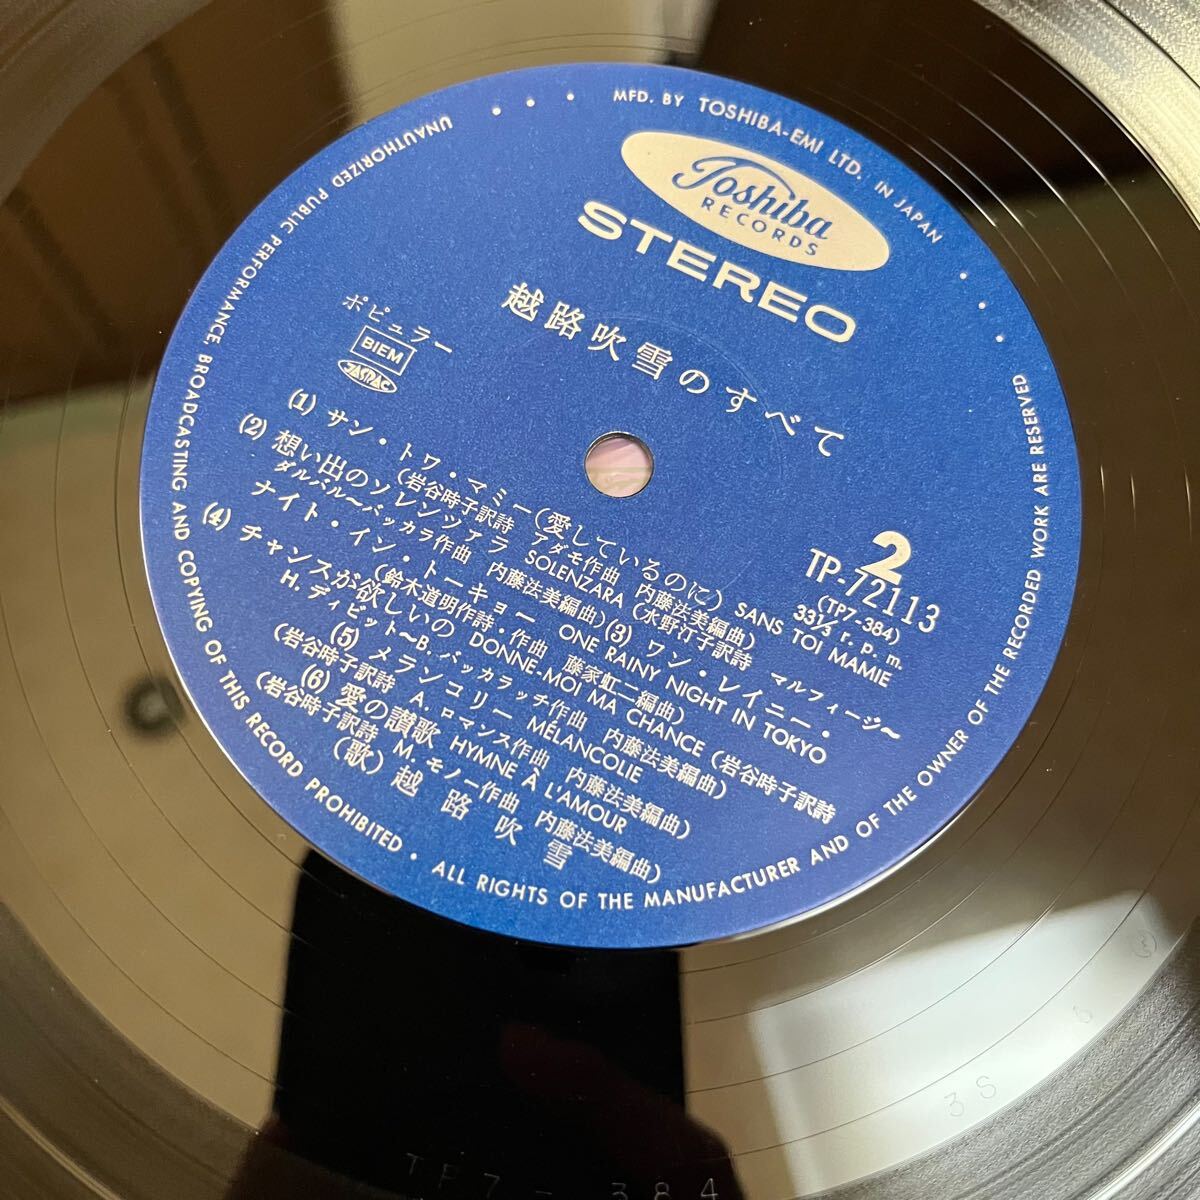 MFD. BY TOSHIBA-EMI LTD. IN JAPAN
Toshiba
RECORDS
STEREO
越路吹雪のすべて
ポピュラー
BIEM
JASRAC
2
TP-72113
(TP7-384)
33⅓ r. p. m.
(1) サン・トワ・マミー(愛しているのに) SANS TOI MAMIE
(岩谷時子訳詩 アダモ作曲 内藤法美編曲)
(2) 想い出のソレンツァラ SOLENZARA (水野汀子訳詩 マルフィージ〜
ダルバル〜バッカラ作曲 内藤法美編曲) (3) ワン・レイニー・
ナイト・イン・トーキョー ONE RAINY NIGHT IN TOKYO
(鈴木道明作詩・作曲 藤家虹二編曲)
(4) チャンスが欲しいの DONNE-MOI MA CHANCE (岩谷時子訳詩
H. ディビット〜B. バッカラッチ作曲 内藤法美編曲)
(5) メランコリー MÉLANCOLIE
(岩谷時子訳詩 A. ロマンス作曲 内藤法美編曲)
(6) 愛の讃歌 HYMNE À L'AMOUR
(岩谷時子訳詩 M. モノー作曲 内藤法美編曲)
(歌) 越路吹雪
UNAUTHORIZED PUBLIC PERFORMANCE, BROADCASTING AND COPYING OF THIS RECORD PROHIBITED • ALL RIGHTS OF THE MANUFACTURER AND OF THE OWNER OF THE RECORDED WORK ARE RESERVED
3S
TP7-384